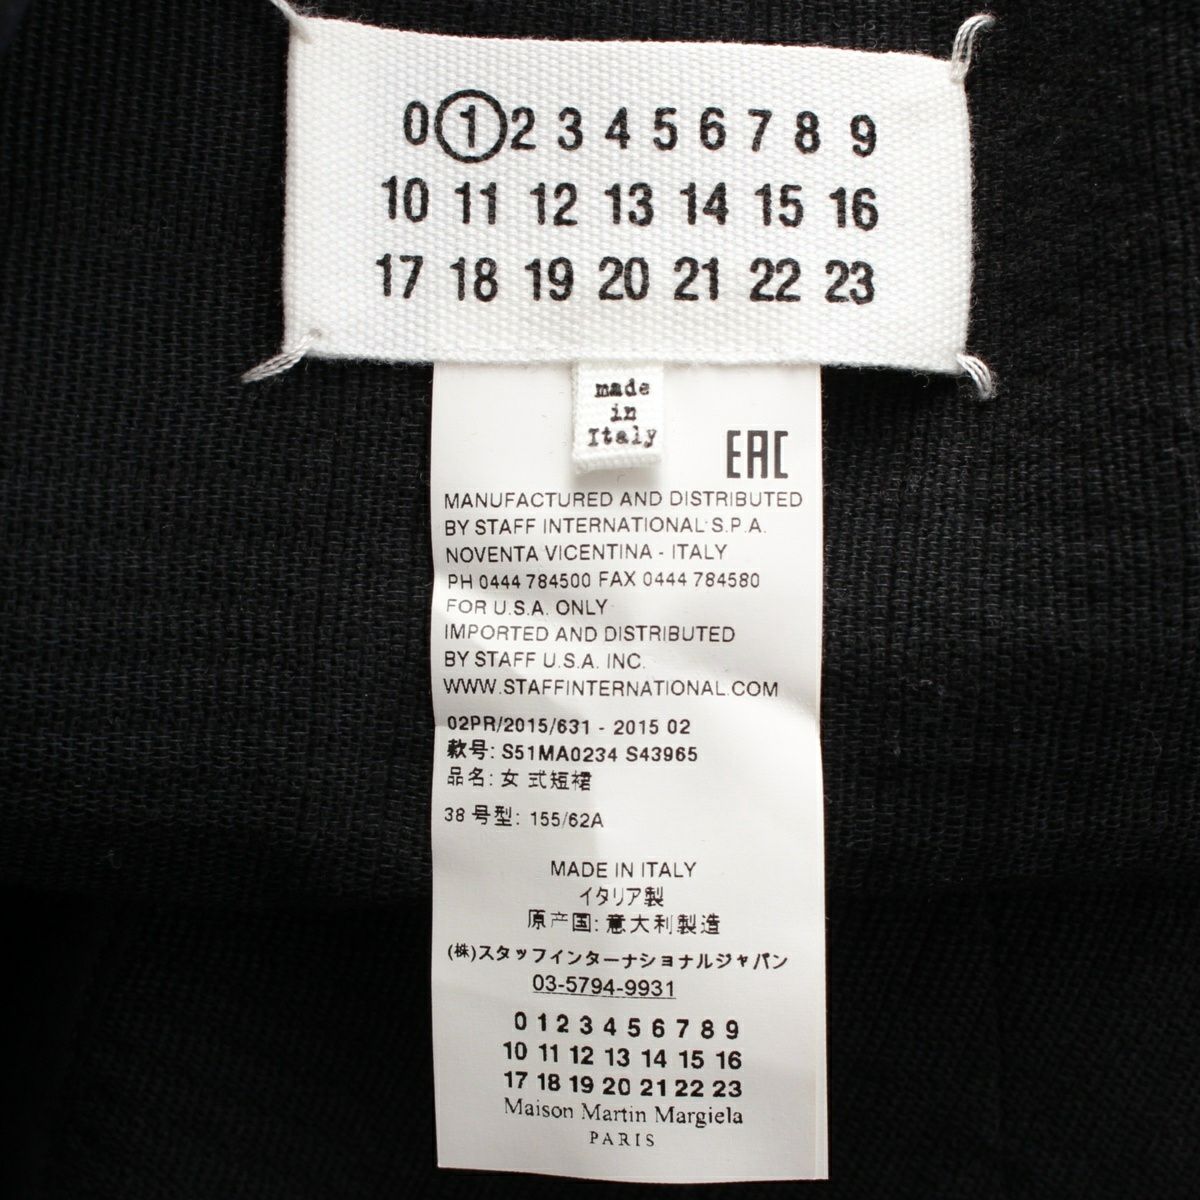 0 1 2 3 4 5 6 7 8 9
10 11 12 13 14 15 16
17 18 19 20 21 22 23
made
in
Italy
EAC
MANUFACTURED AND DISTRIBUTED
BY STAFF INTERNATIONAL S.P.A.
NOVENTA VICENTINA - ITALY
PH 0444 784500 FAX 0444 784580
FOR U.S.A. ONLY
IMPORTED AND DISTRIBUTED
BY STAFF U.S.A. INC.
WWW.STAFFINTERNATIONAL.COM
02PR/2015/631 - 2015 02
款号: S51MA0234 S43965
品名: 女 式短裙
38 号型: 155/62A
MADE IN ITALY
イタリア製
原产国: 意大利製造
(株)スタッフインターナショナルジャパン
03-5794-9931
0 1 2 3 4 5 6 7 8 9
10 11 12 13 14 15 16
17 18 19 20 21 22 23
Maison Martin Margiela
PARIS